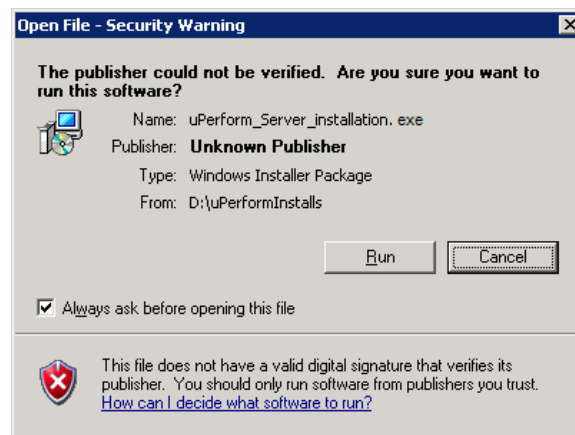 Open File - Security Warning
The publisher could not be verified.  Are you sure you want to
run this software?
Name: uPerform_Server_installation. exe
Publisher: Unknown Publisher
Type: Windows Installer Package
From: D:\uPerformInstalls
Run Cancel
Always ask before opening this file
This file does not have a valid digital signature that verifies its
publisher.  You should only run software from publishers you trust.
How can I decide what software to run?